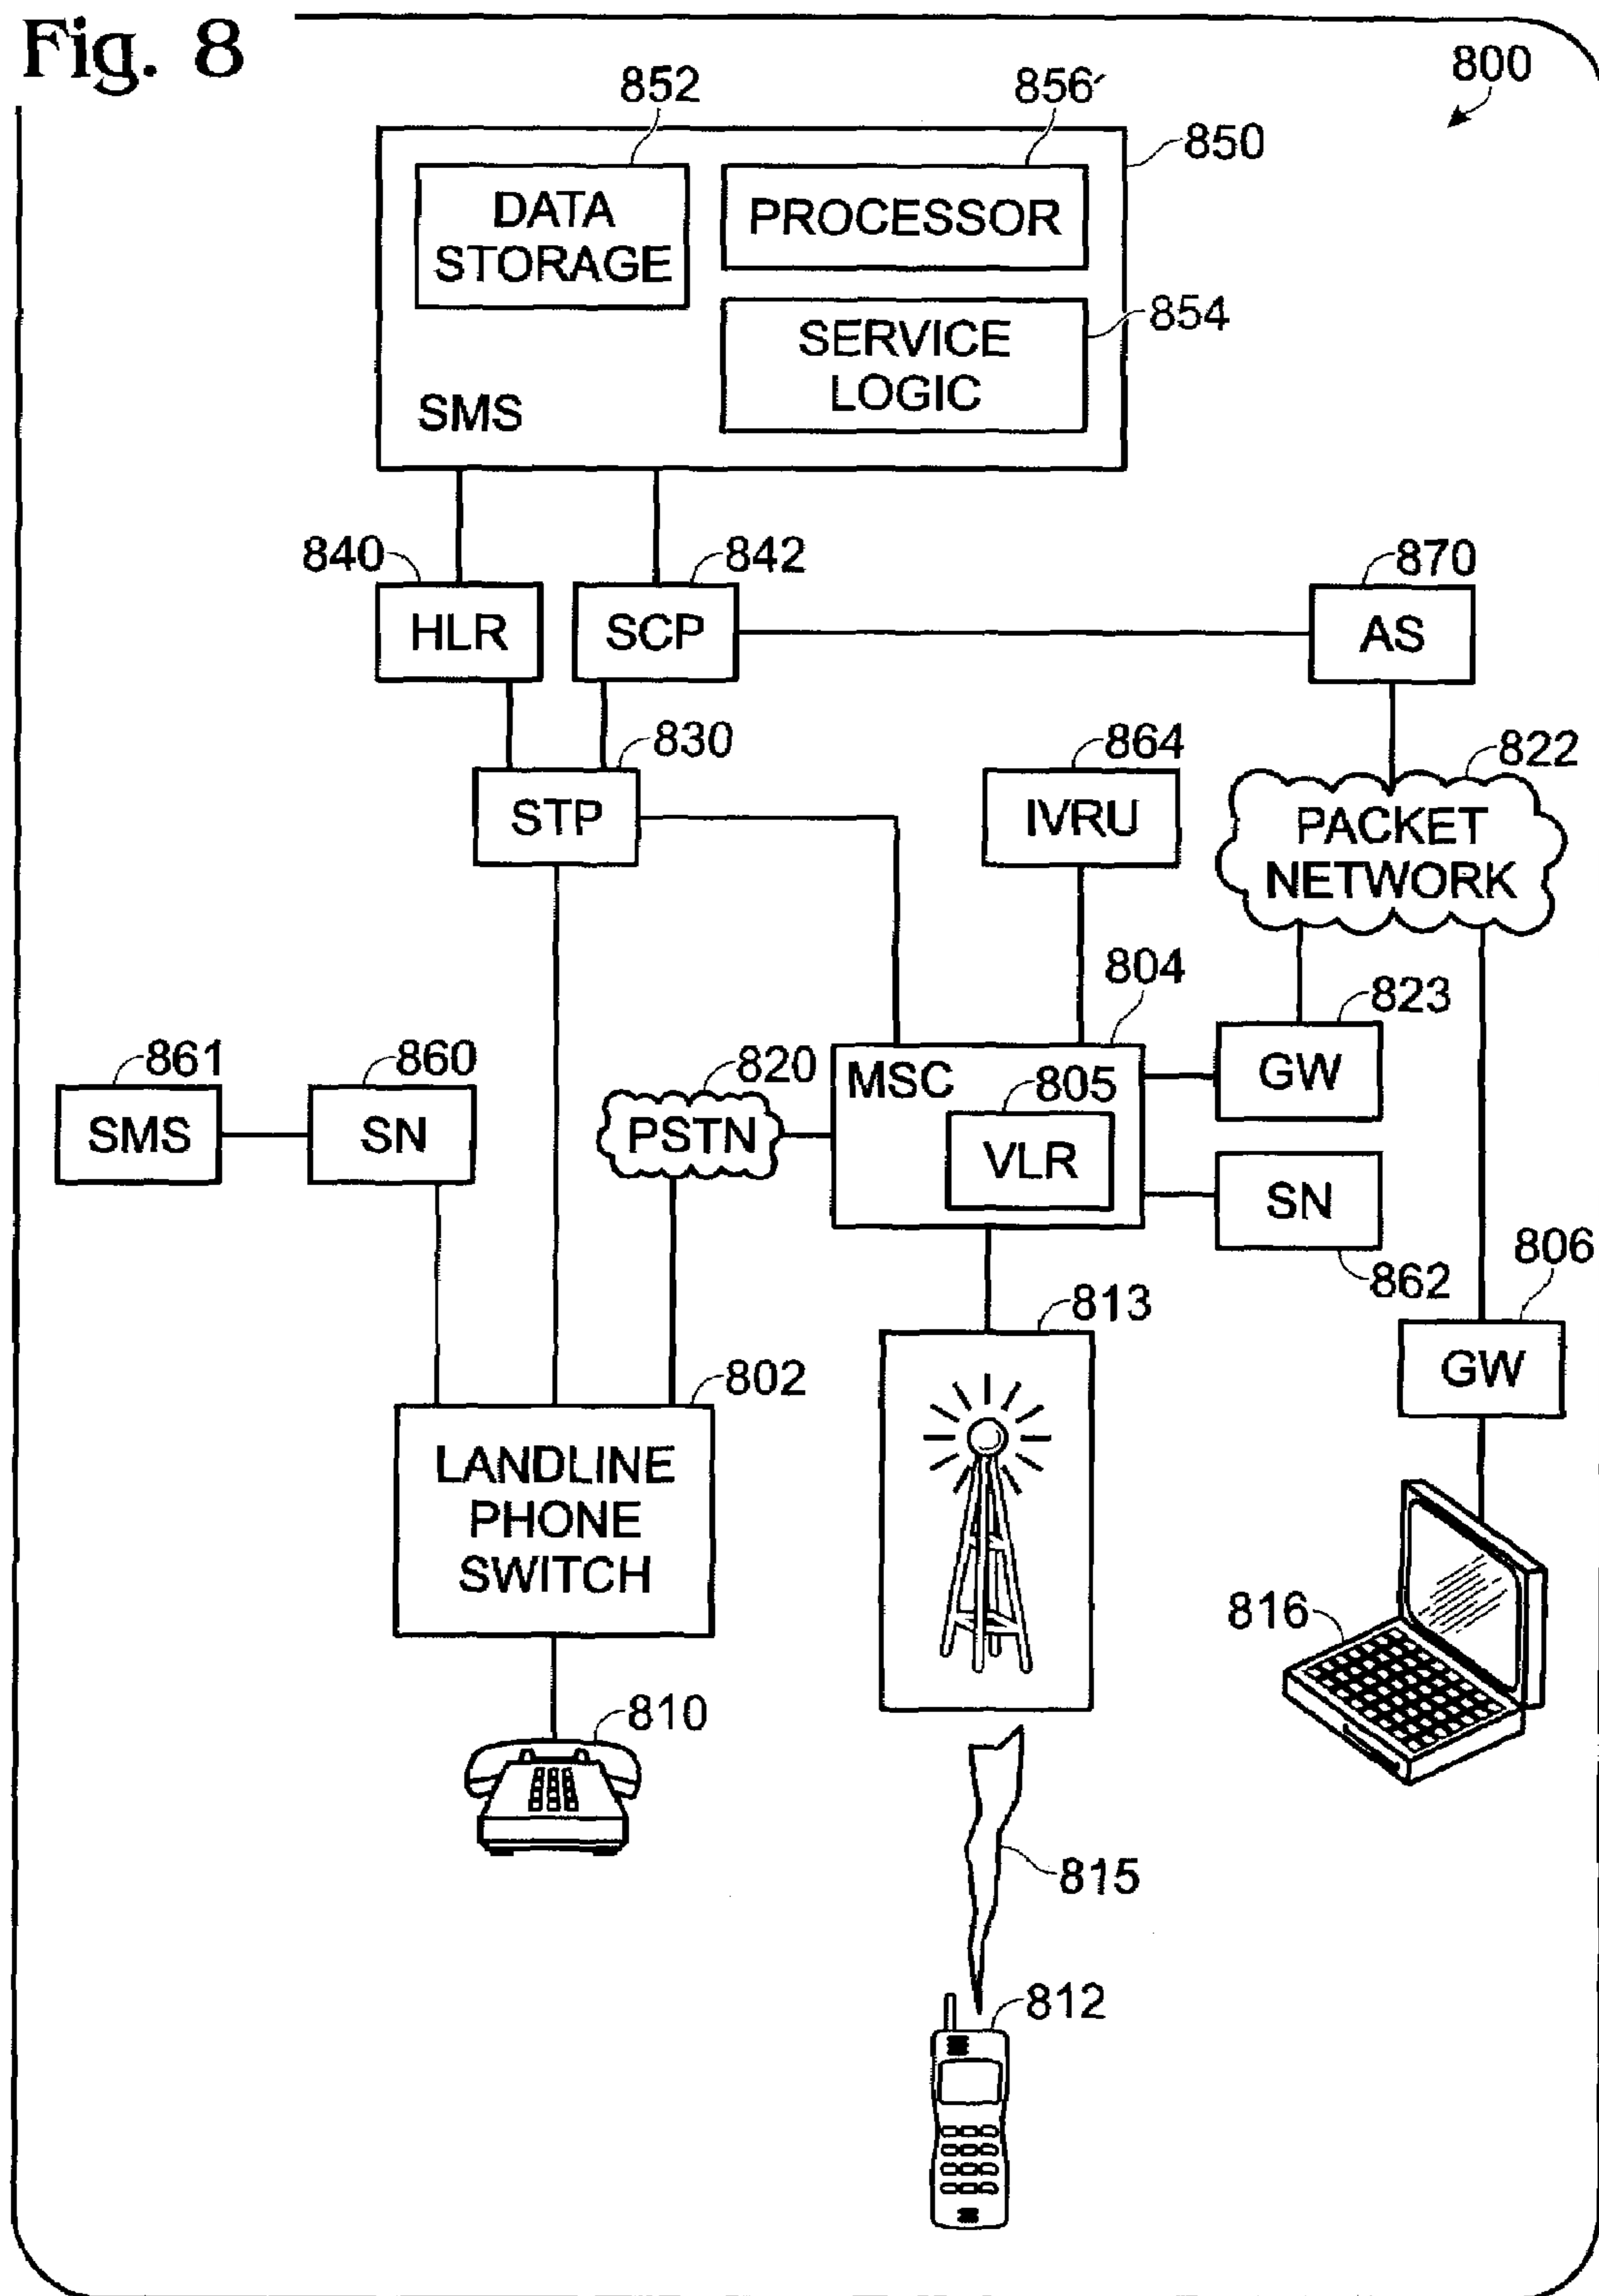 Fig. 8
800
852
856'
850
DATA
STORAGE
PROCESSOR
854
SERVICE
LOGIC
SMS
840
842
870
HLR
SCP
AS
830
864
822
STP
IVRU
PACKET
NETWORK
804
823
861
860
820
MSC
805
GW
SMS
SN
PSTN
VLR
SN
862
806
813
802
GW
LANDLINE
PHONE
SWITCH
816
810
815
812